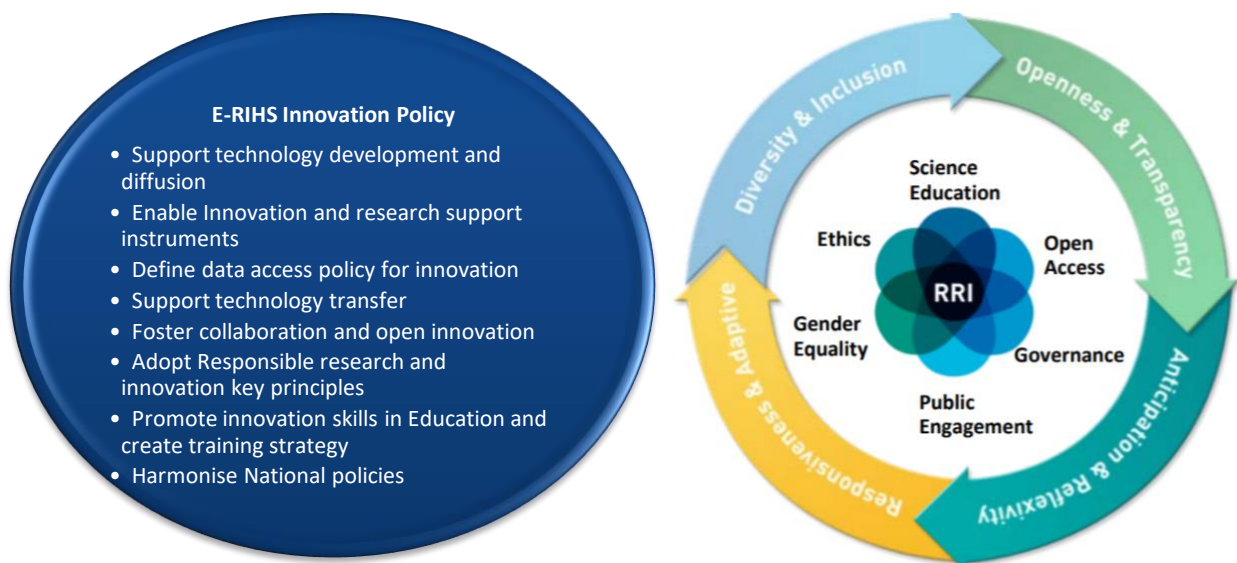 E-RIHS Innovation Policy
• Support technology development and
diffusion
• Enable Innovation and research support
instruments
• Define data access policy for innovation
• Support technology transfer
• Foster collaboration and open innovation
• Adopt Responsible research and
innovation key principles
• Promote innovation skills in Education and
create training strategy
• Harmonise National policies
Diversity & Inclusion
Openness & Transparency
Anticipation & Reflexivity
Responsiveness & Adaptive
Science
Education
Ethics
Open
Access
RRI
Gender
Equality
Governance
Public
Engagement